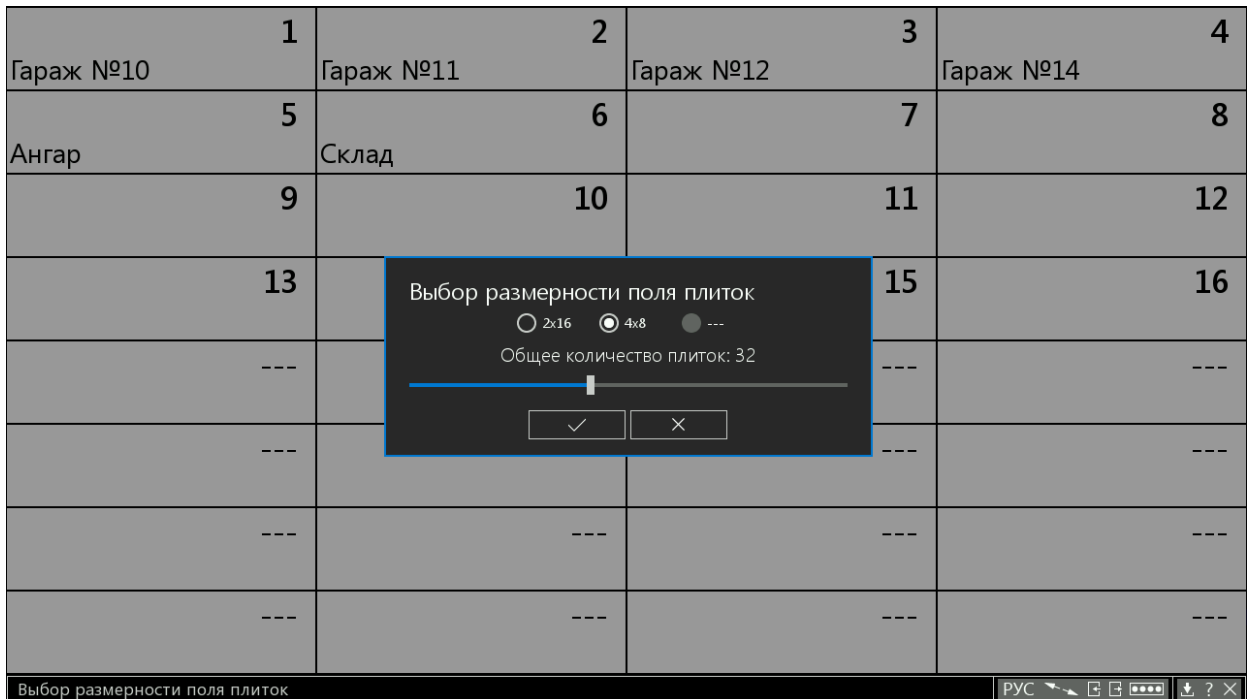 1 2 3 4
Гараж №10 Гараж №11 Гараж №12 Гараж №14
5 6 7 8
Ангар Склад
9 10 11 12
13 15 16
Выбор размерности поля плиток
2x16 4x8 ---
Общее количество плиток: 32
--- --- ---
--- --- ---
--- --- --- ---
--- --- --- ---
Выбор размерности поля плиток РУС ?